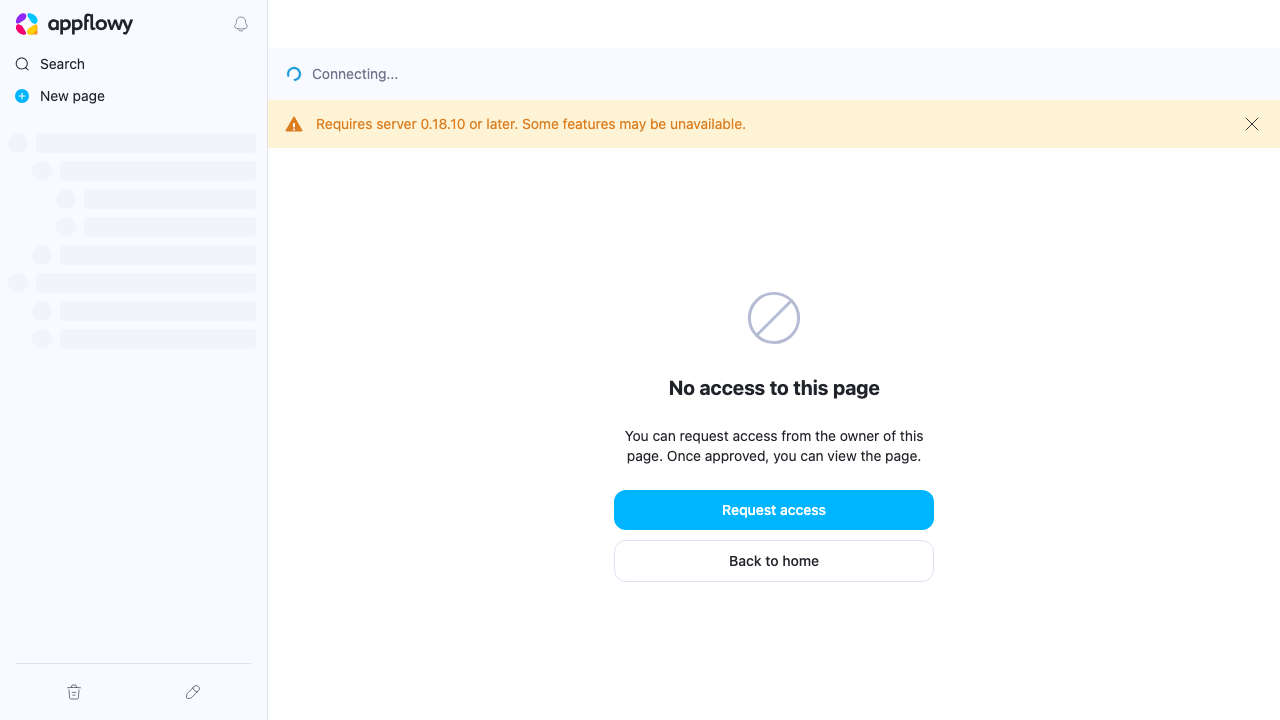 appflowy
Search
New page
Connecting...
Requires server 0.18.10 or later. Some features may be unavailable.
No access to this page
You can request access from the owner of this
page. Once approved, you can view the page.
Request access
Back to home